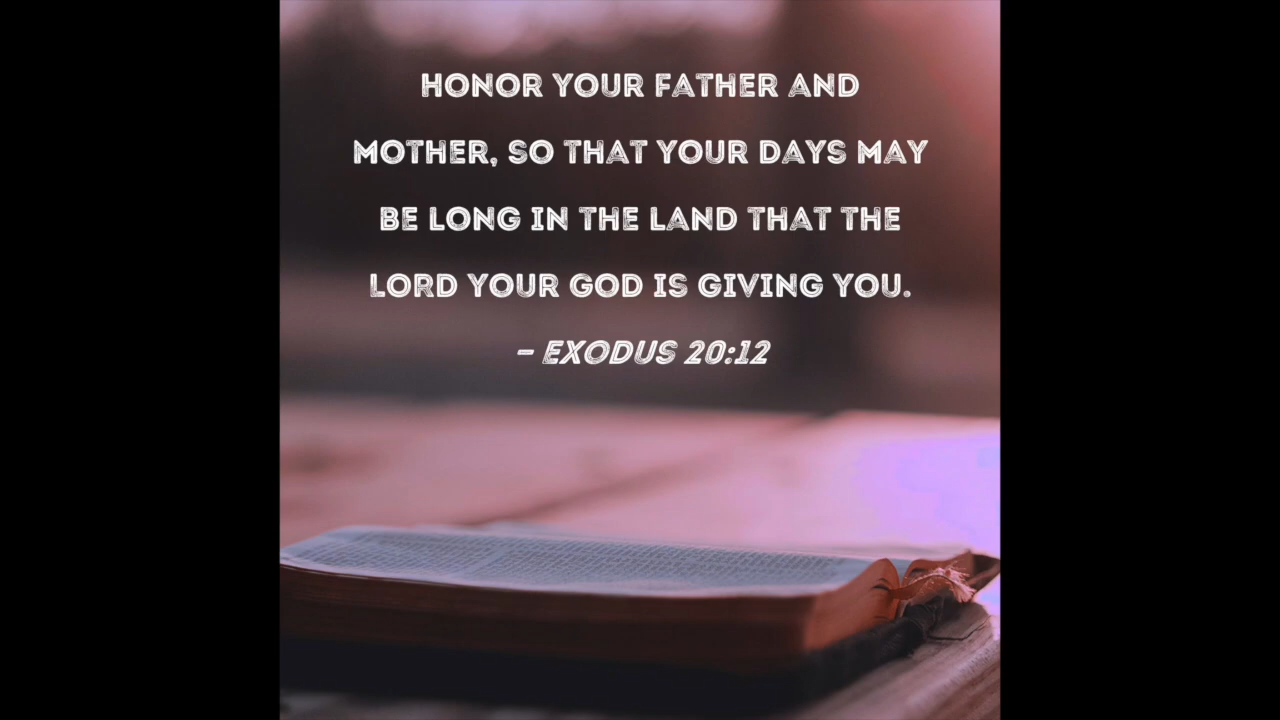 HONOR YOUR FATHER AND
MOTHER, SO THAT YOUR DAYS MAY
BE LONG IN THE LAND THAT THE
LORD YOUR GOD IS GIVING YOU.
– EXODUS 20:12